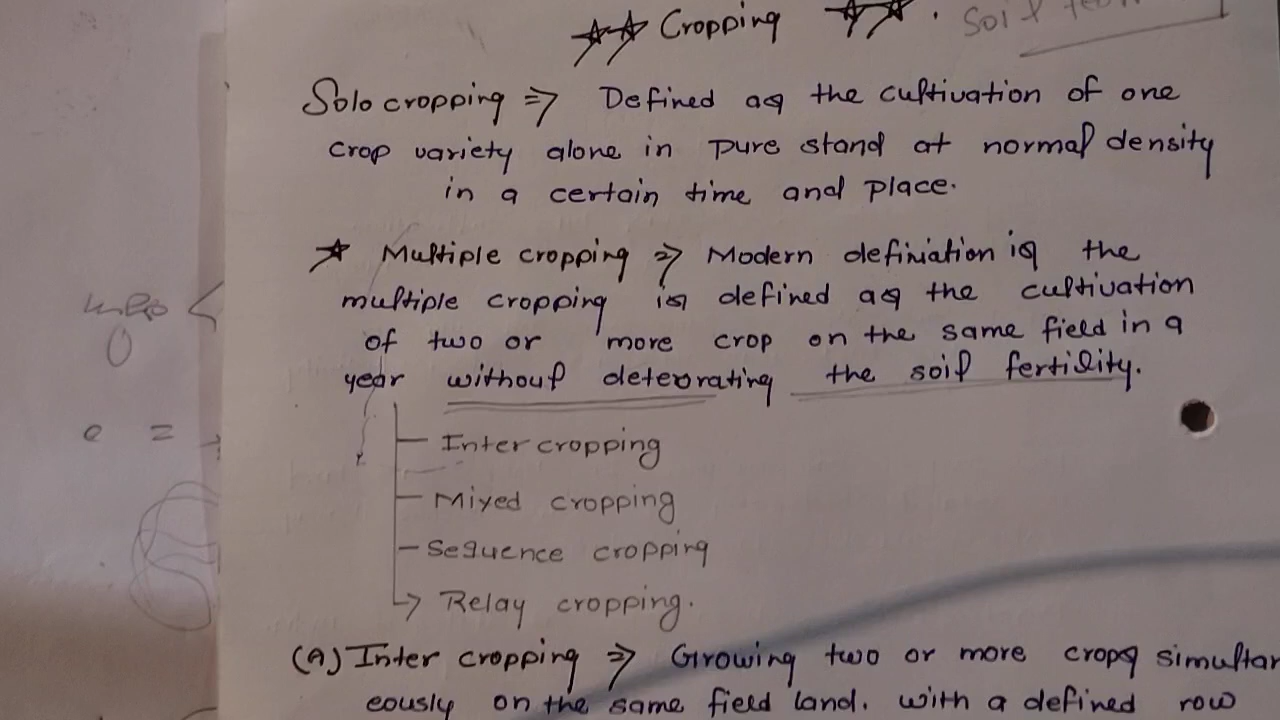 Cropping
Solo cropping ⇒ Defined as the cultivation of one
crop variety alone in pure stand at normal density
in a certain time and place.
★ Multiple cropping ⇒ Modern definiation is the
multiple cropping is defined as the cultivation
of two or more crop on the same field in a
year without deteorating the soil fertility.
Inter cropping
Mixed cropping
Sequence cropping
→ Relay cropping.
(A) Inter cropping ⇒ Growing two or more crops simultan
eously on the same field land. with a defined row